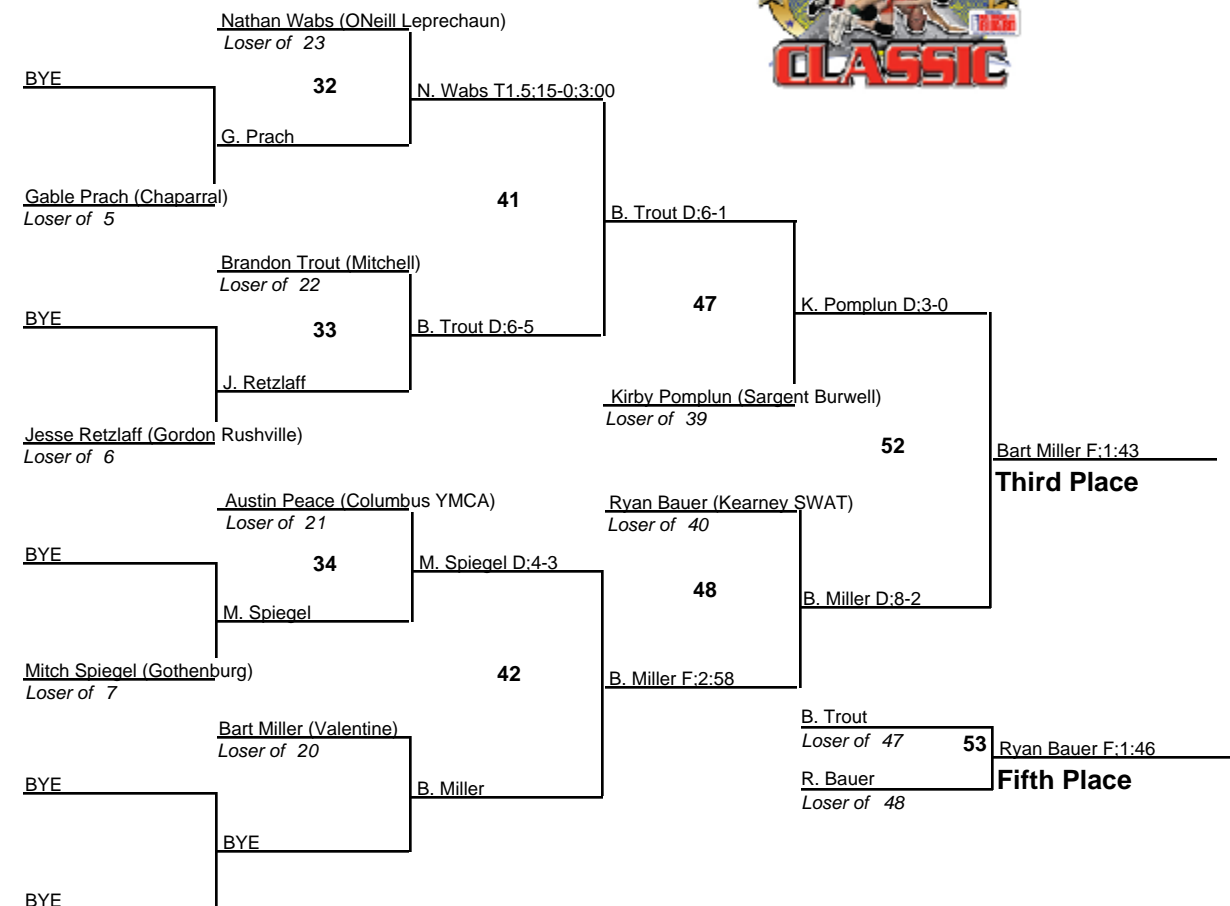 CLASSIC
Nathan Wabs (ONeill Leprechaun)
Loser of 23
BYE
32
N. Wabs T1.5;15-0;3:00
G. Prach
Gable Prach (Chaparral)
Loser of 5
41
B. Trout D;6-1
Brandon Trout (Mitchell)
Loser of 22
BYE
33
B. Trout D;6-5
47
K. Pomplun D;3-0
J. Retzlaff
Kirby Pomplun (Sargent Burwell)
Loser of 39
Jesse Retzlaff (Gordon Rushville)
Loser of 6
52
Bart Miller F;1:43
Third Place
Austin Peace (Columbus YMCA)
Loser of 21
Ryan Bauer (Kearney SWAT)
Loser of 40
BYE
34
M. Spiegel D;4-3
48
B. Miller D;8-2
M. Spiegel
Mitch Spiegel (Gothenburg)
Loser of 7
42
B. Miller F;2:58
Bart Miller (Valentine)
Loser of 20
B. Trout
Loser of 47
53
Ryan Bauer F;1:46
Fifth Place
R. Bauer
Loser of 48
BYE
B. Miller
BYE
BYE